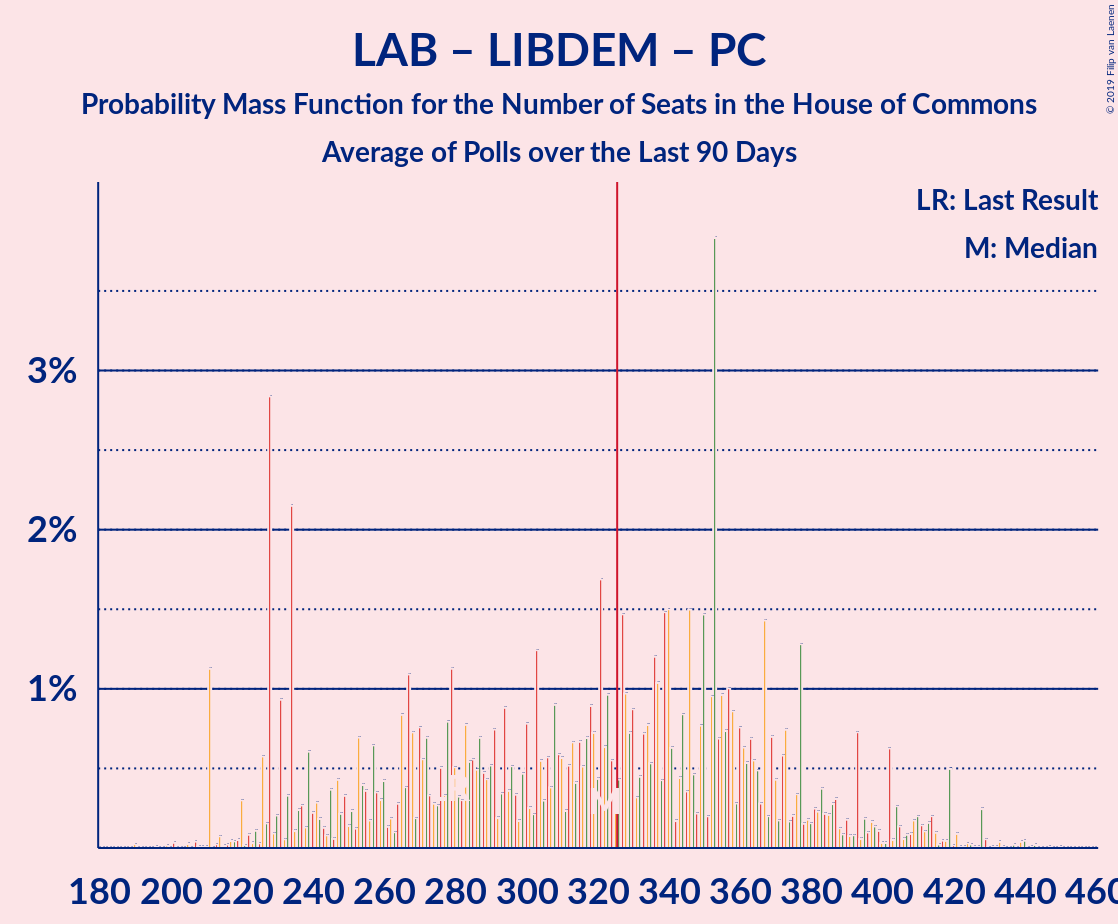 LAB – LIBDEM – PC
Probability Mass Function for the Number of Seats in the House of Commons
Average of Polls over the Last 90 Days
© 2019 Filip van Laenen
LR: Last Result
M: Median
3%
2%
1%
180 200 220 240 260 280 300 320 340 360 380 400 420 440 460